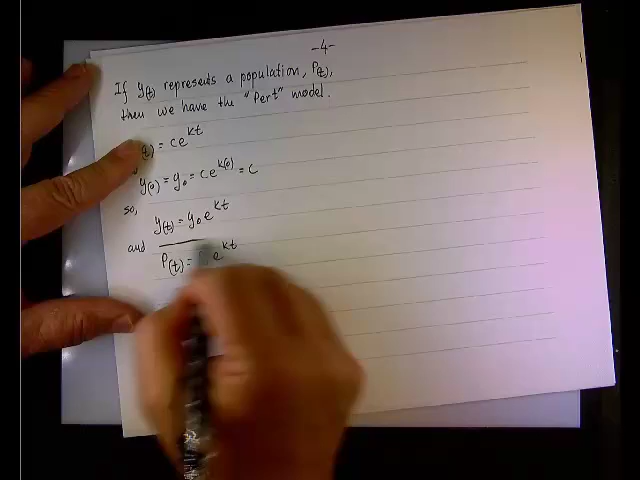 -4-
If y(t) represents a population, P(t),
then we have the "Pert" model.
(t) = ce^kt
y(0) = y₀ = ce^k(0) = c
so,
y(t) = y₀e^kt
and
P(t) = e^kt